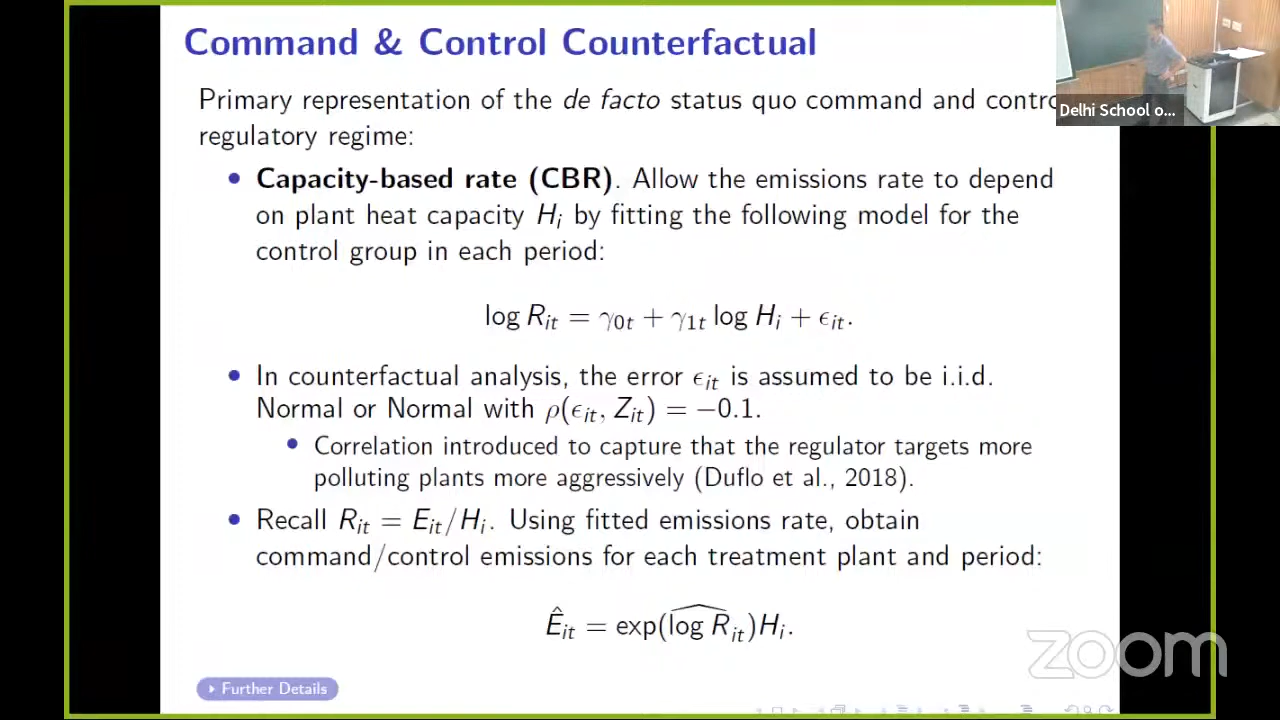 Command & Control Counterfactual
Primary representation of the de facto status quo command and
regulatory regime:
• Capacity-based rate (CBR). Allow the emissions rate to depend
on plant heat capacity H_i by fitting the following model for the
control group in each period:
log R_it = γ_0t + γ_1t log H_i + ϵ_it.
• In counterfactual analysis, the error ϵ_it is assumed to be i.i.d.
Normal or Normal with ρ(ϵ_it, Z_it) = −0.1.
• Correlation introduced to capture that the regulator targets more
polluting plants more aggressively (Duflo et al., 2018).
• Recall R_it = E_it/H_i. Using fitted emissions rate, obtain
command/control emissions for each treatment plant and period:
Ê_it = exp(\widehat{log R}_it)H_i.
Further Details
Delhi School o...
zoom